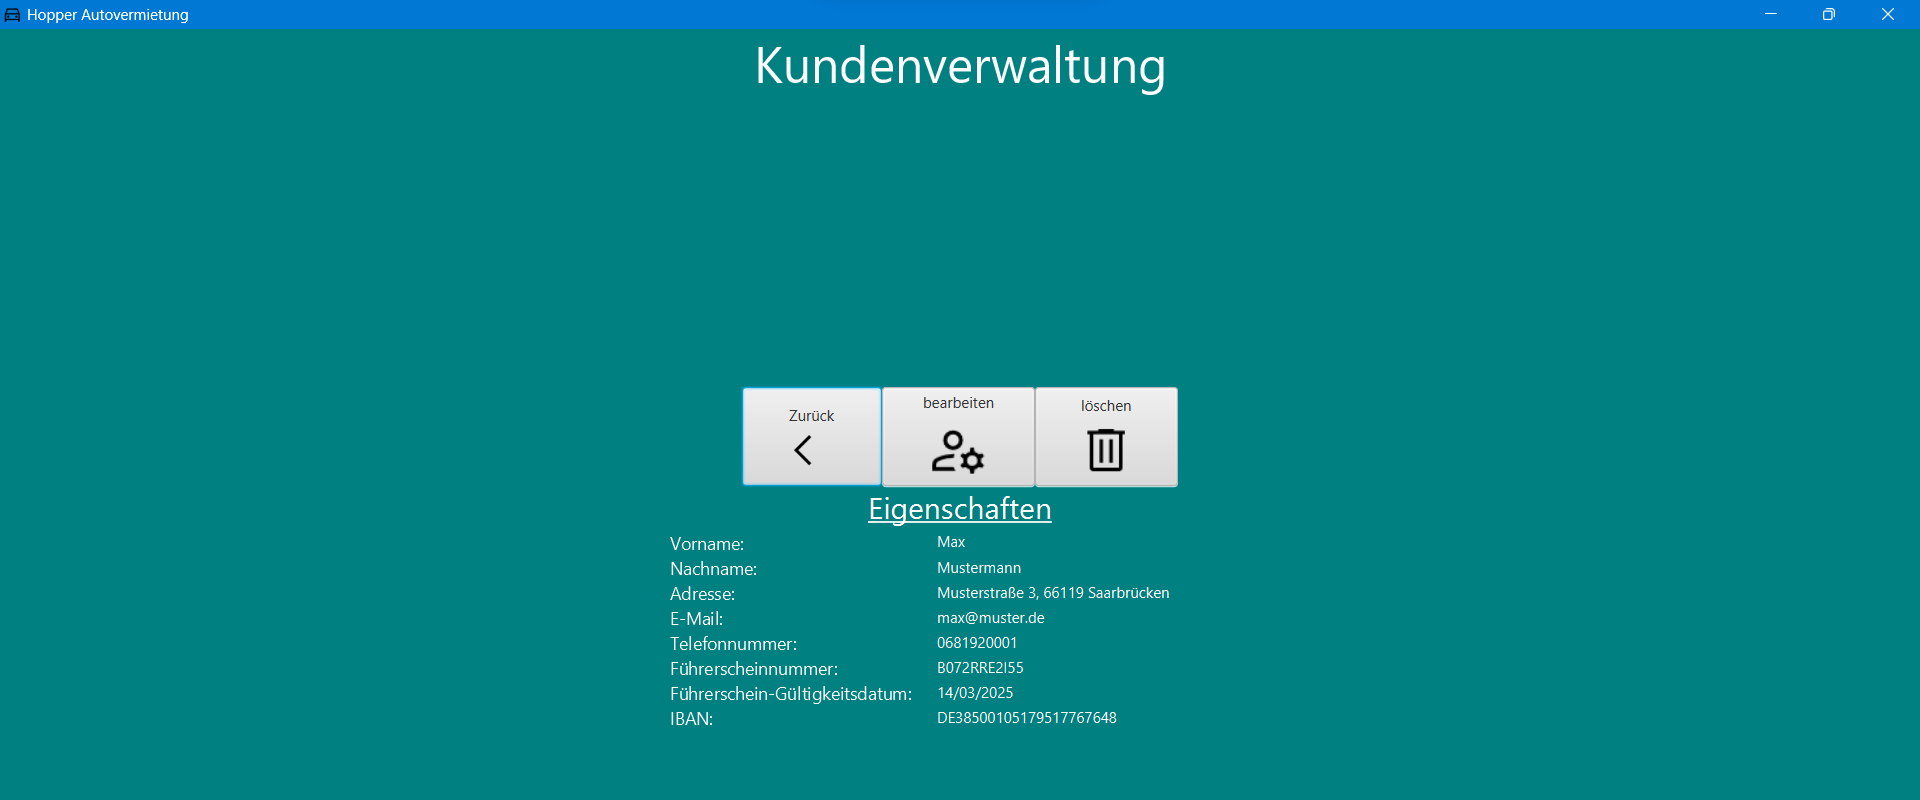 Hopper Autovermietung
Kundenverwaltung
Zurück bearbeiten löschen
Eigenschaften
Vorname: Max
Nachname: Mustermann
Adresse: Musterstraße 3, 66119 Saarbrücken
E-Mail: max@muster.de
Telefonnummer: 0681920001
Führerscheinnummer: B072RRE2I55
Führerschein-Gültigkeitsdatum: 14/03/2025
IBAN: DE38500105179517767648